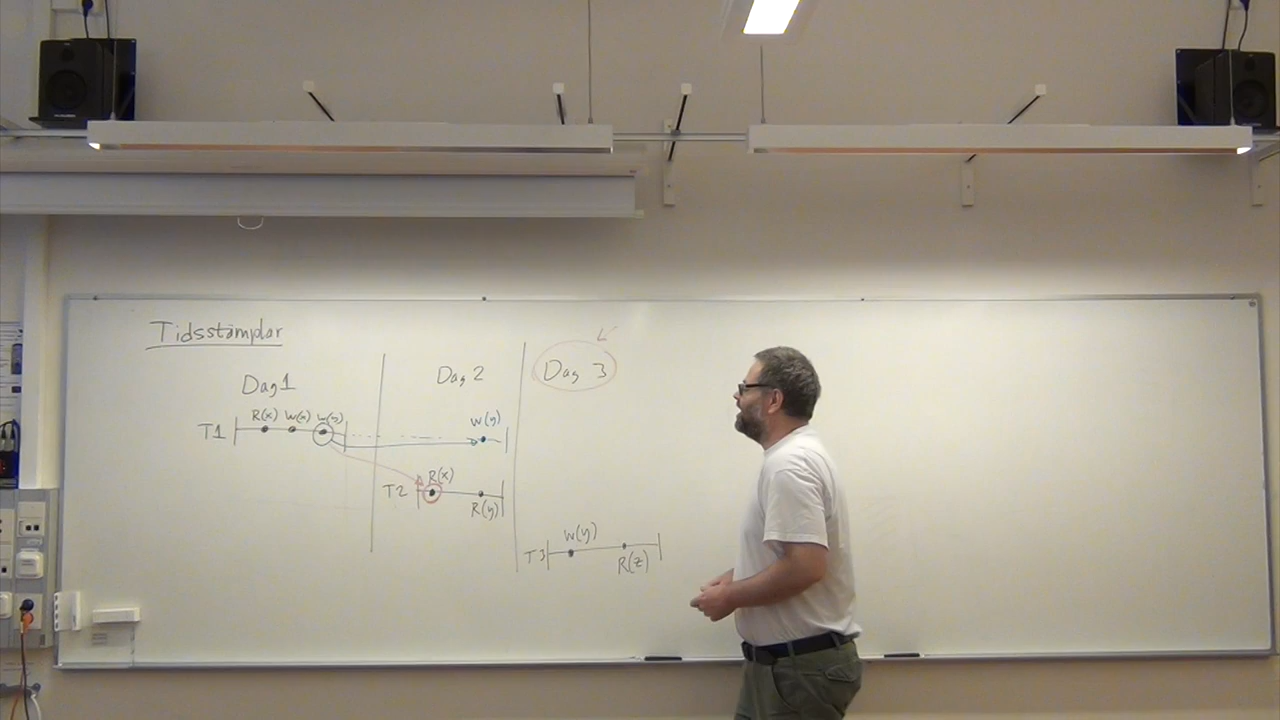 Tidsstämplar
Dag 1
Dag 2
Dag 3
R(x) W(x) W(y)
W(y)
T1
R(x)
T2
R(y)
W(y)
T3
R(z)